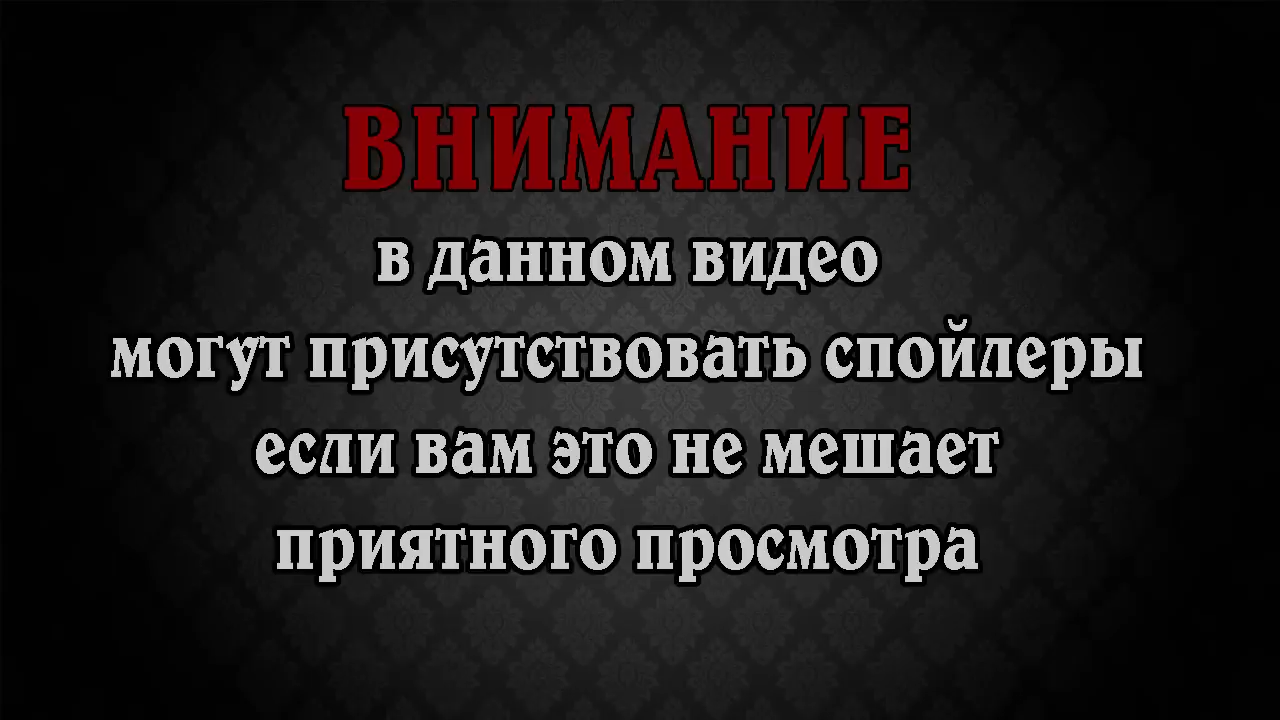 ВНИМАНИЕ
в данном видео
могут присутствовать спойлеры
если вам это не мешает
приятного просмотра